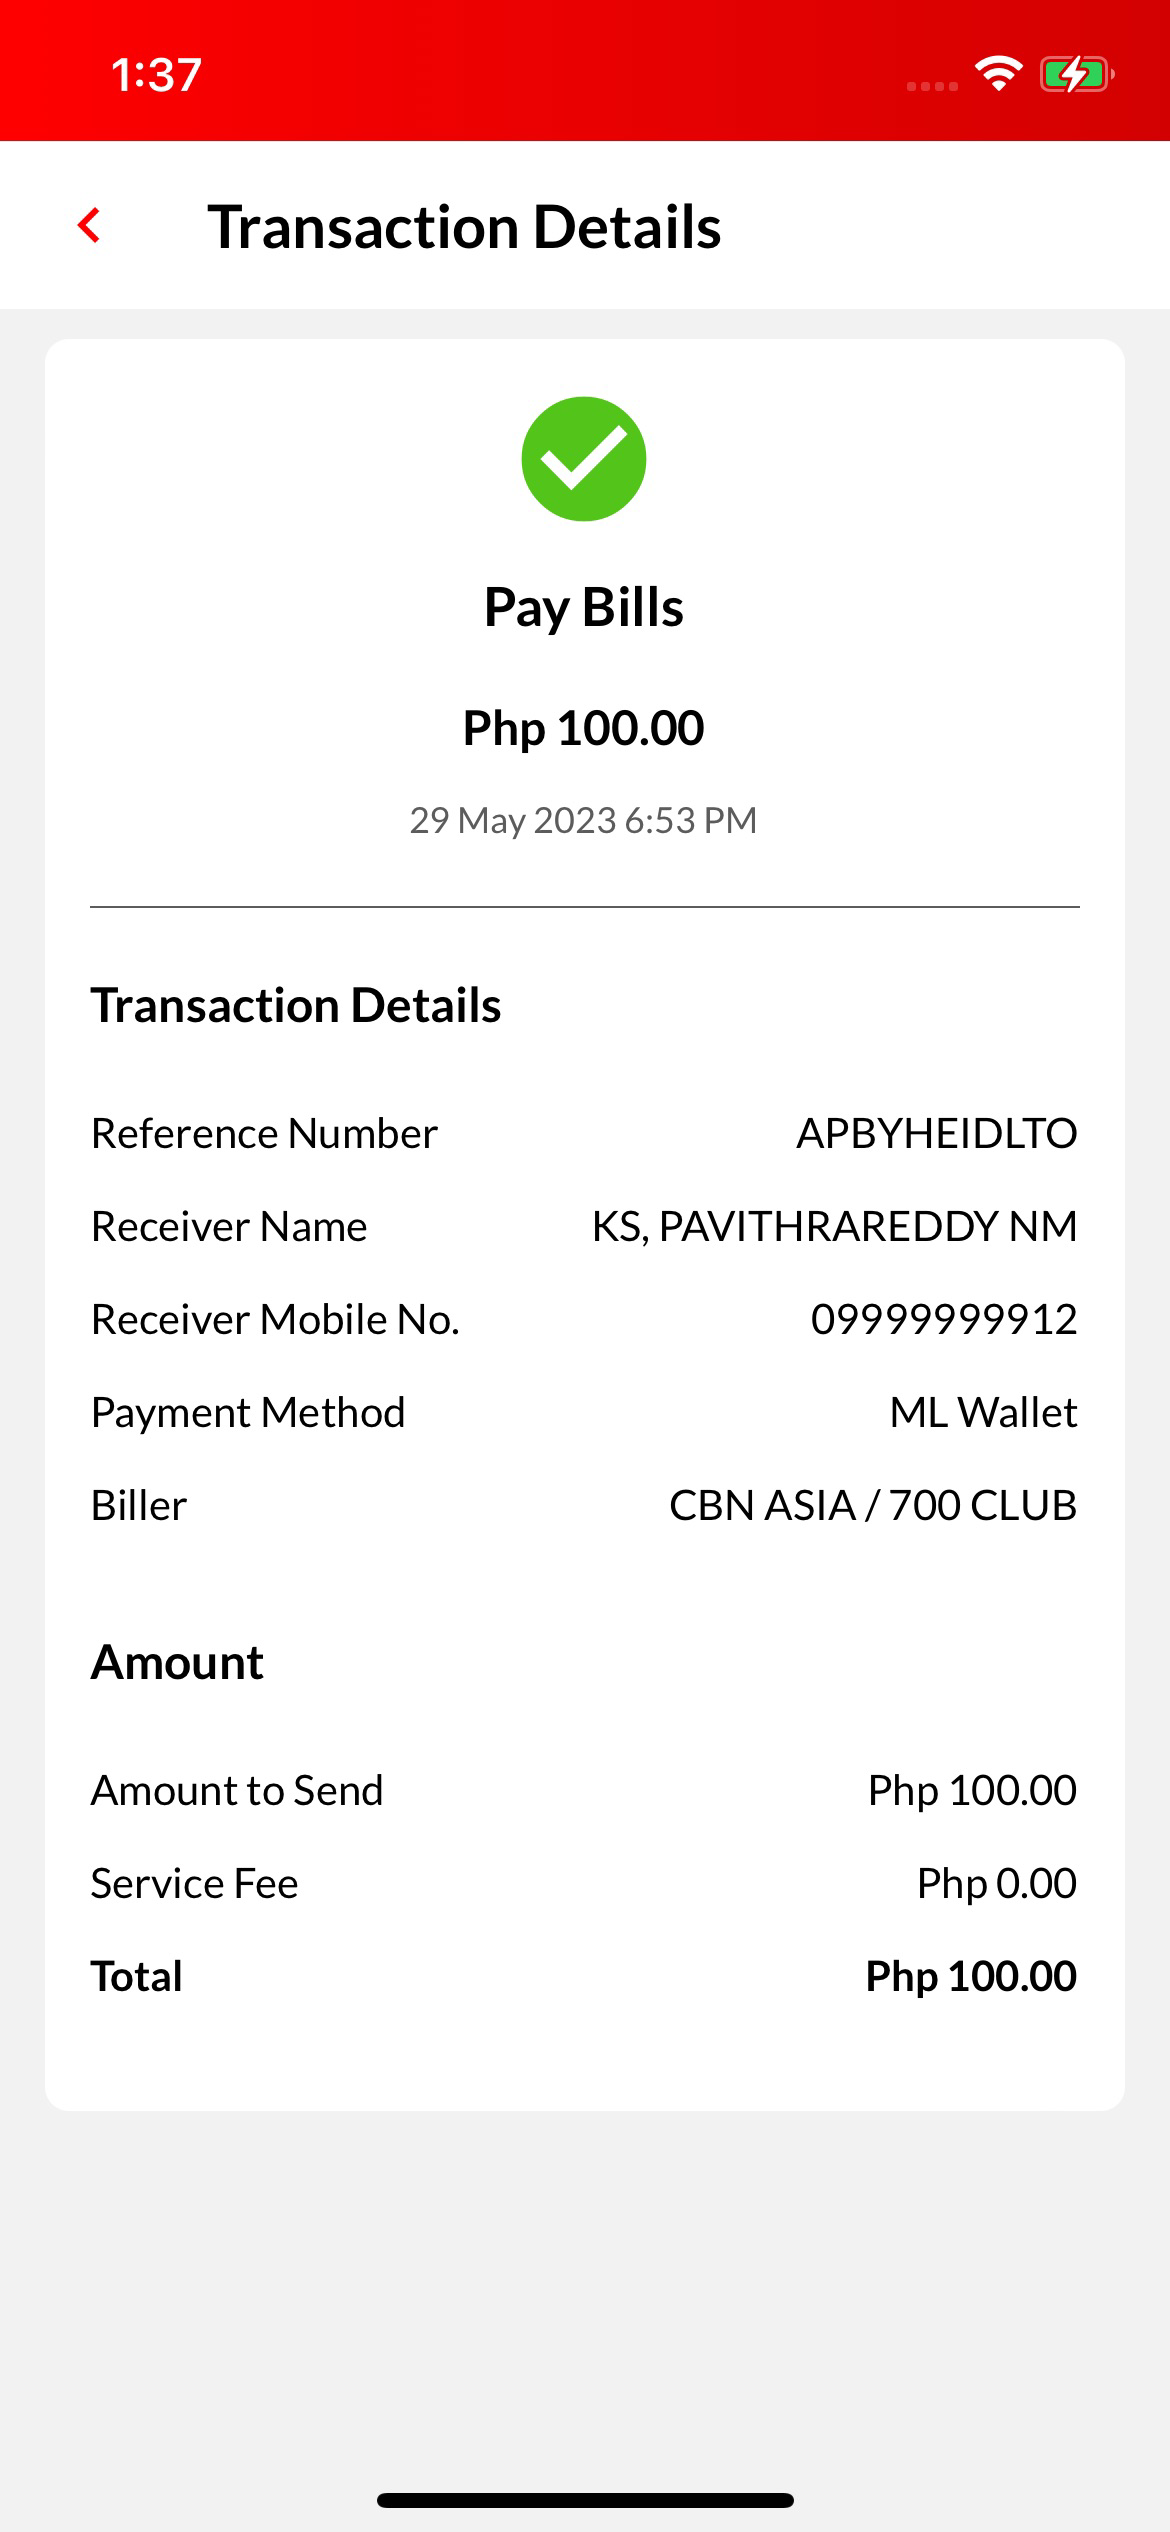 1:37
Transaction Details
Pay Bills
Php 100.00
29 May 2023 6:53 PM
Transaction Details
Reference Number APBYHEIDLTO
Receiver Name KS, PAVITHRAREDDY NM
Receiver Mobile No. 09999999912
Payment Method ML Wallet
Biller CBN ASIA / 700 CLUB
Amount
Amount to Send Php 100.00
Service Fee Php 0.00
Total Php 100.00